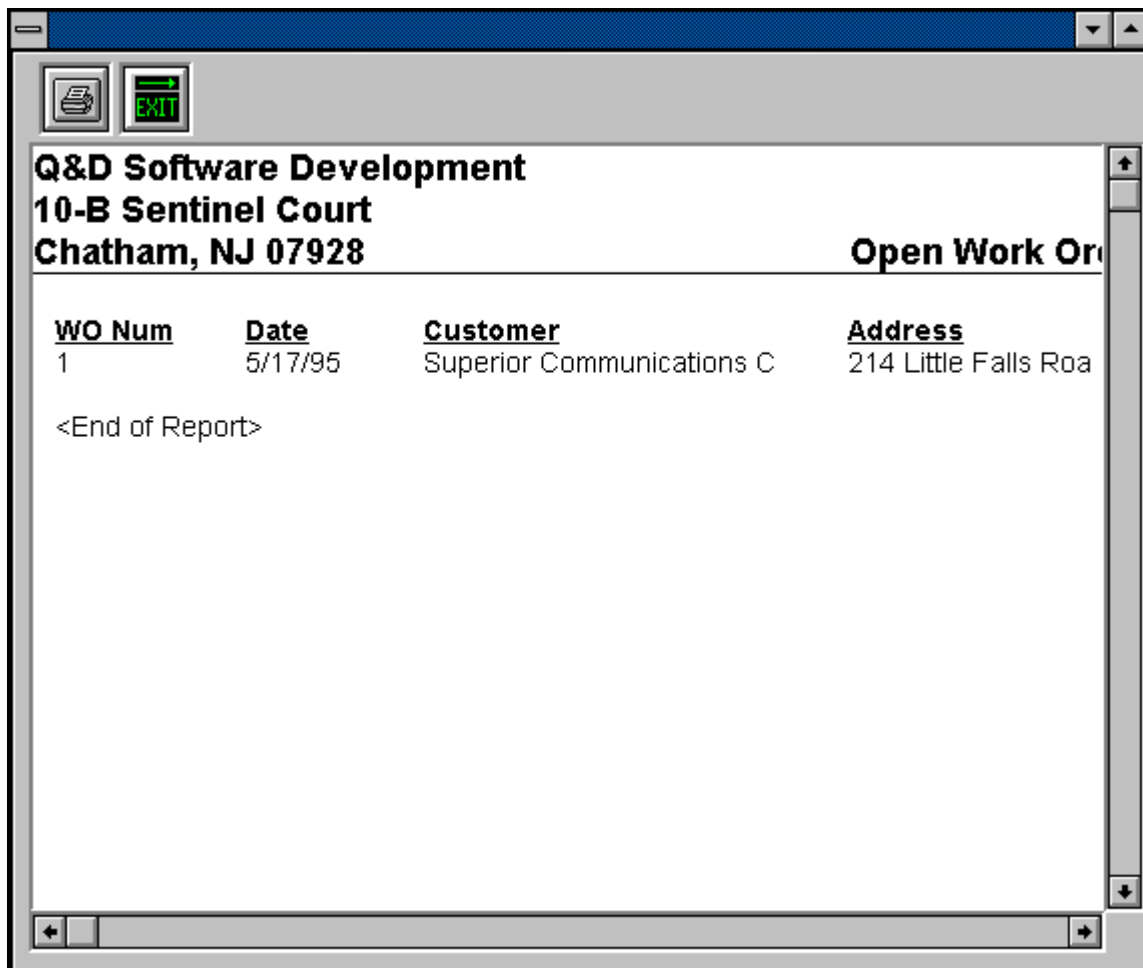 EXIT
Q&D Software Development
10-B Sentinel Court
Chatham, NJ 07928 Open Work Ord
WO Num Date Customer Address
1 5/17/95 Superior Communications C 214 Little Falls Roa
<End of Report>